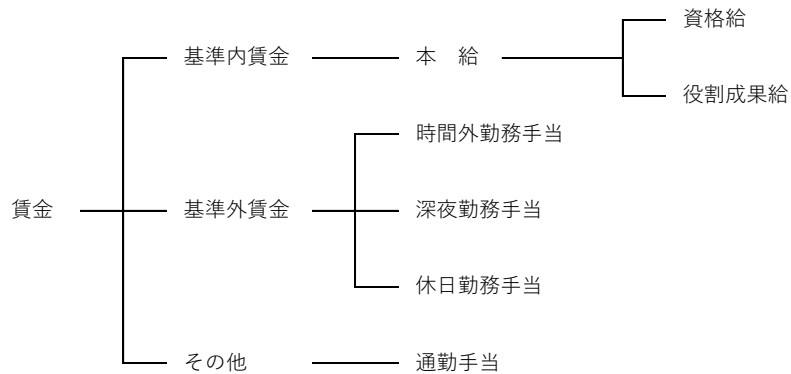 資格給
基準内賃金 本　給
役割成果給
時間外勤務手当
賃金 基準外賃金 深夜勤務手当
休日勤務手当
その他 通勤手当